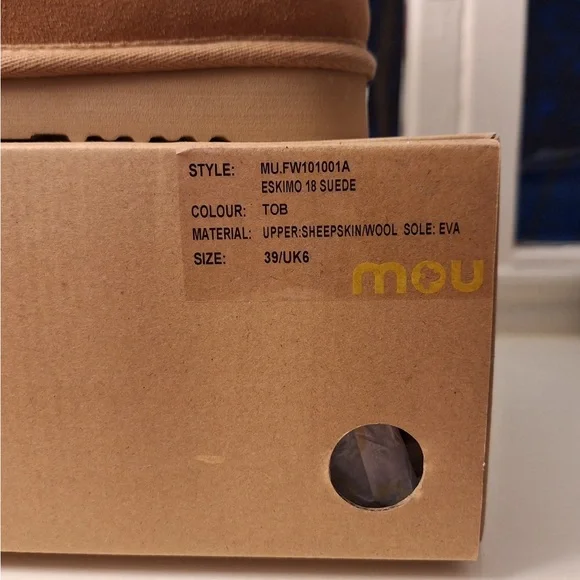 STYLE: MU.FW101001A
ESKIMO 18 SUEDE
COLOUR: TOB
MATERIAL: UPPER:SHEEPSKIN/WOOL SOLE: EVA
SIZE: 39/UK6
mou